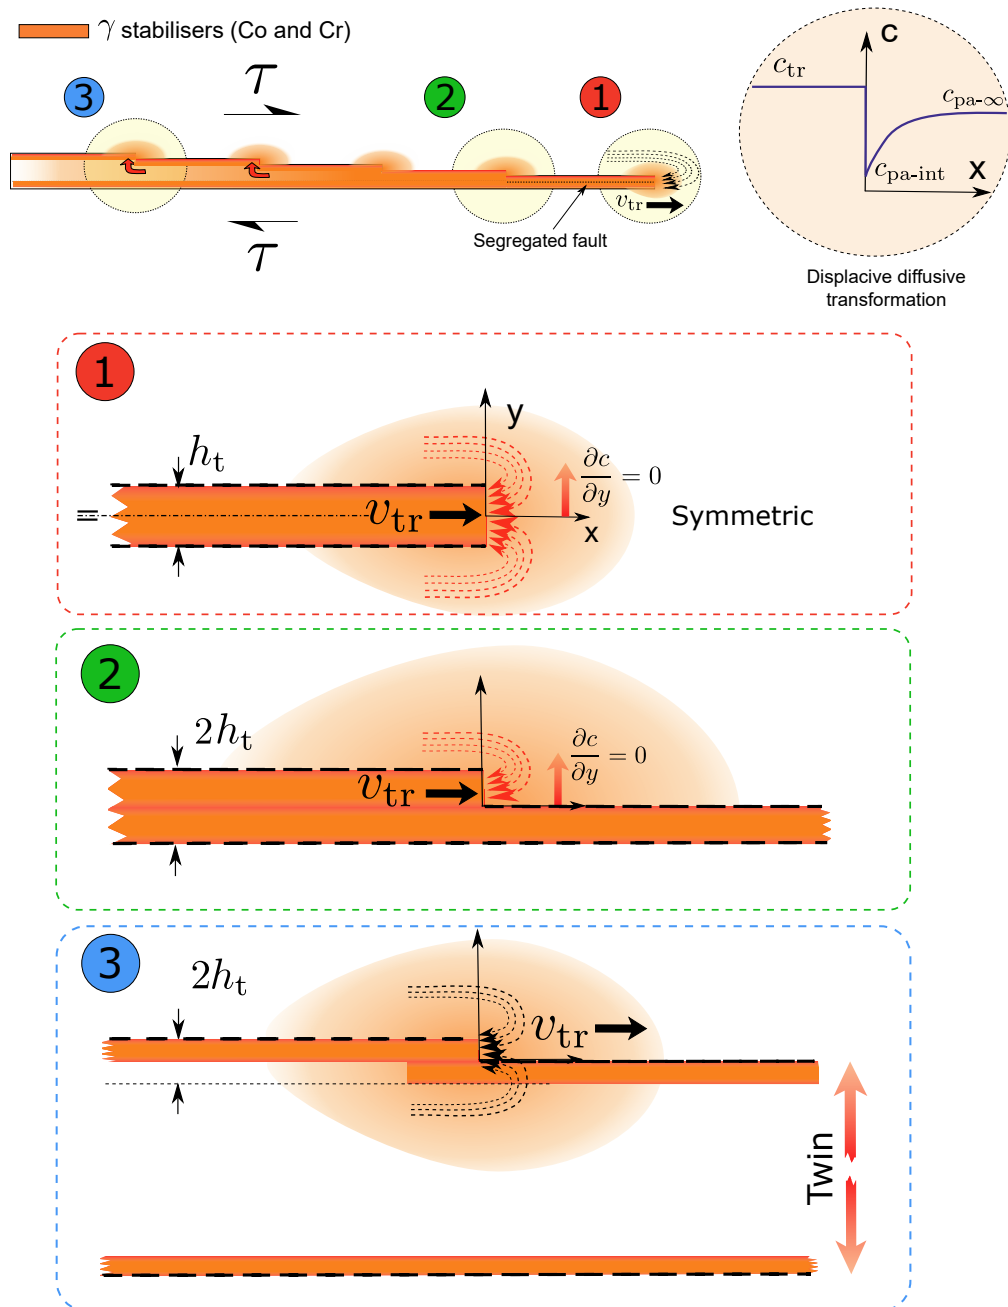 γ stabilisers (Co and Cr)
3
τ
2
1
τ
v_tr
Segregated fault
c
c_tr
c_pa-∞
c_pa-int
x
Displacive diffusive
transformation
1
y
h_t
∂c/∂y = 0
v_tr
x
Symmetric
=
2
2h_t
∂c/∂y = 0
v_tr
3
2h_t
v_tr
Twin